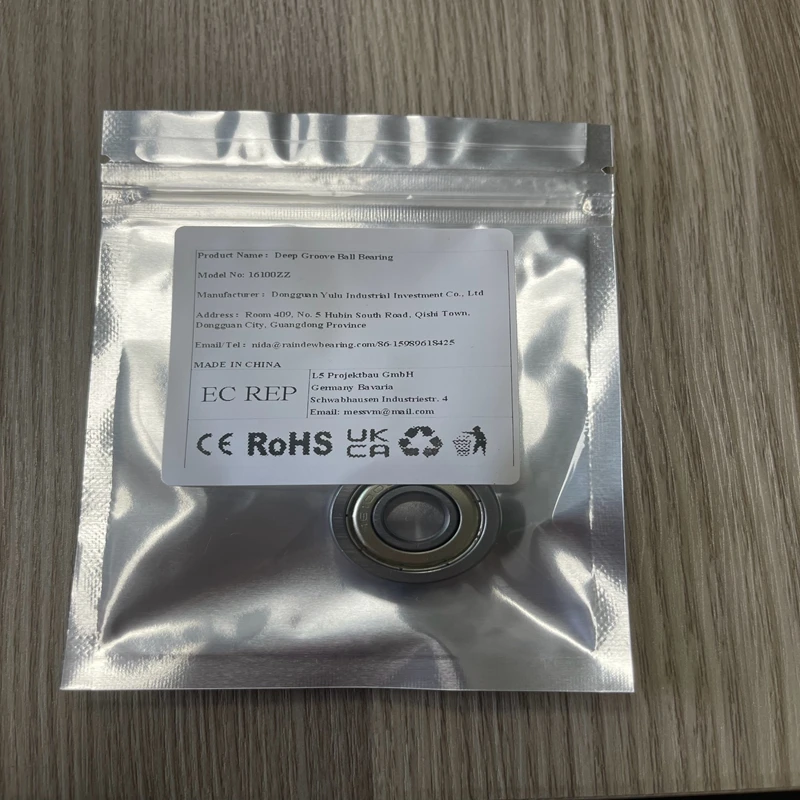 Product Name: Deep Groove Ball Bearing
Model No: 16100ZZ
Manufacturer: Dongguan Yulu Industrial Investment Co., Ltd
Address: Room 409, No. 5 Hubin South Road, Qishi Town,
Dongguan City, Guangdong Province
Email/Tel: nida@raindewbearing.com/86-15989618425
MADE IN CHINA
EC REP
L5 Projektbau GmbH
Germany Bavaria
Schwabhausen Industriestr. 4
Email: messvm@mail.com
CE RoHS UK
CA